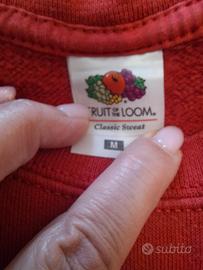 FRUIT OF THE LOOM
Classic Sweat
M
subito